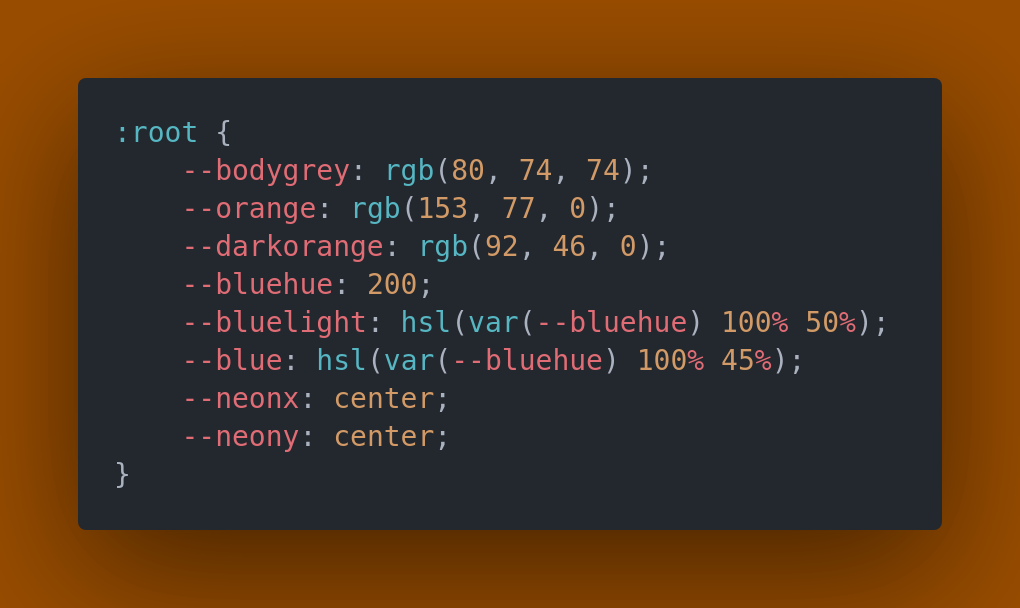 :root {
    --bodygrey: rgb(80, 74, 74);
    --orange: rgb(153, 77, 0);
    --darkorange: rgb(92, 46, 0);
    --bluehue: 200;
    --bluelight: hsl(var(--bluehue) 100% 50%);
    --blue: hsl(var(--bluehue) 100% 45%);
    --neonx: center;
    --neony: center;
}